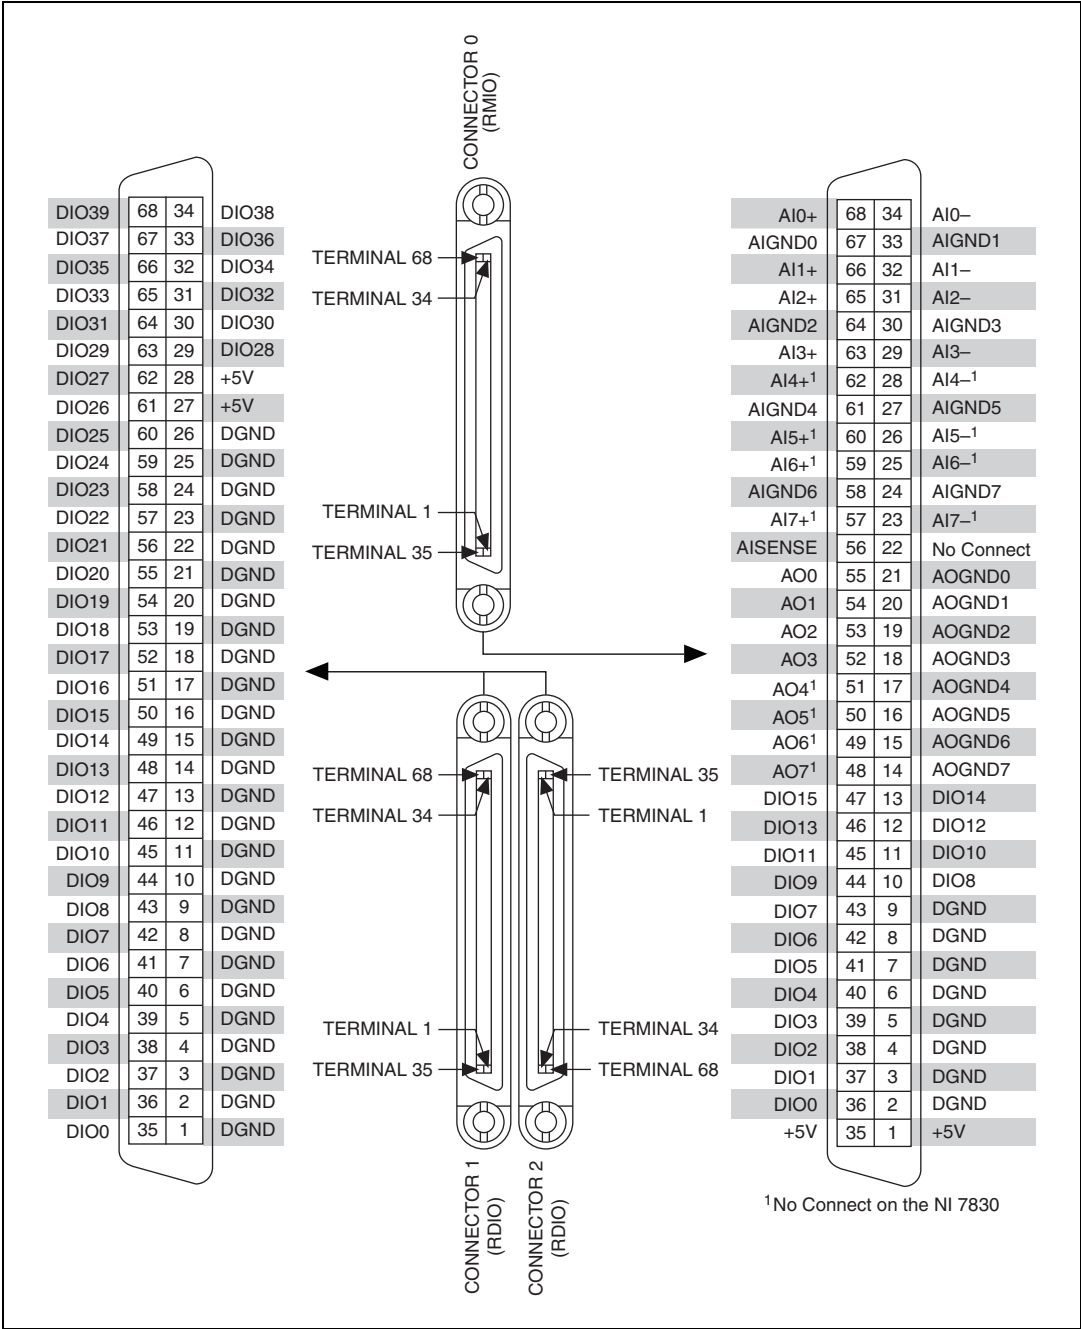 CONNECTOR 0
(RMIO)
DIO39 68 34 DIO38
DIO37 67 33 DIO36
DIO35 66 32 DIO34
DIO33 65 31 DIO32
DIO31 64 30 DIO30
DIO29 63 29 DIO28
DIO27 62 28 +5V
DIO26 61 27 +5V
DIO25 60 26 DGND
DIO24 59 25 DGND
DIO23 58 24 DGND
DIO22 57 23 DGND
DIO21 56 22 DGND
DIO20 55 21 DGND
DIO19 54 20 DGND
DIO18 53 19 DGND
DIO17 52 18 DGND
DIO16 51 17 DGND
DIO15 50 16 DGND
DIO14 49 15 DGND
DIO13 48 14 DGND
DIO12 47 13 DGND
DIO11 46 12 DGND
DIO10 45 11 DGND
DIO9 44 10 DGND
DIO8 43 9 DGND
DIO7 42 8 DGND
DIO6 41 7 DGND
DIO5 40 6 DGND
DIO4 39 5 DGND
DIO3 38 4 DGND
DIO2 37 3 DGND
DIO1 36 2 DGND
DIO0 35 1 DGND
TERMINAL 68
TERMINAL 34
TERMINAL 1
TERMINAL 35
TERMINAL 68
TERMINAL 34
TERMINAL 1
TERMINAL 35
TERMINAL 35
TERMINAL 1
TERMINAL 34
TERMINAL 68
CONNECTOR 1
(RDIO)
CONNECTOR 2
(RDIO)
AI0+ 68 34 AI0–
AIGND0 67 33 AIGND1
AI1+ 66 32 AI1–
AI2+ 65 31 AI2–
AIGND2 64 30 AIGND3
AI3+ 63 29 AI3–
AI4+¹ 62 28 AI4–¹
AIGND4 61 27 AIGND5
AI5+¹ 60 26 AI5–¹
AI6+¹ 59 25 AI6–¹
AIGND6 58 24 AIGND7
AI7+¹ 57 23 AI7–¹
AISENSE 56 22 No Connect
AO0 55 21 AOGND0
AO1 54 20 AOGND1
AO2 53 19 AOGND2
AO3 52 18 AOGND3
AO4¹ 51 17 AOGND4
AO5¹ 50 16 AOGND5
AO6¹ 49 15 AOGND6
AO7¹ 48 14 AOGND7
DIO15 47 13 DIO14
DIO13 46 12 DIO12
DIO11 45 11 DIO10
DIO9 44 10 DIO8
DIO7 43 9 DGND
DIO6 42 8 DGND
DIO5 41 7 DGND
DIO4 40 6 DGND
DIO3 39 5 DGND
DIO2 38 4 DGND
DIO1 37 3 DGND
DIO0 36 2 DGND
+5V 35 1 +5V
¹No Connect on the NI 7830